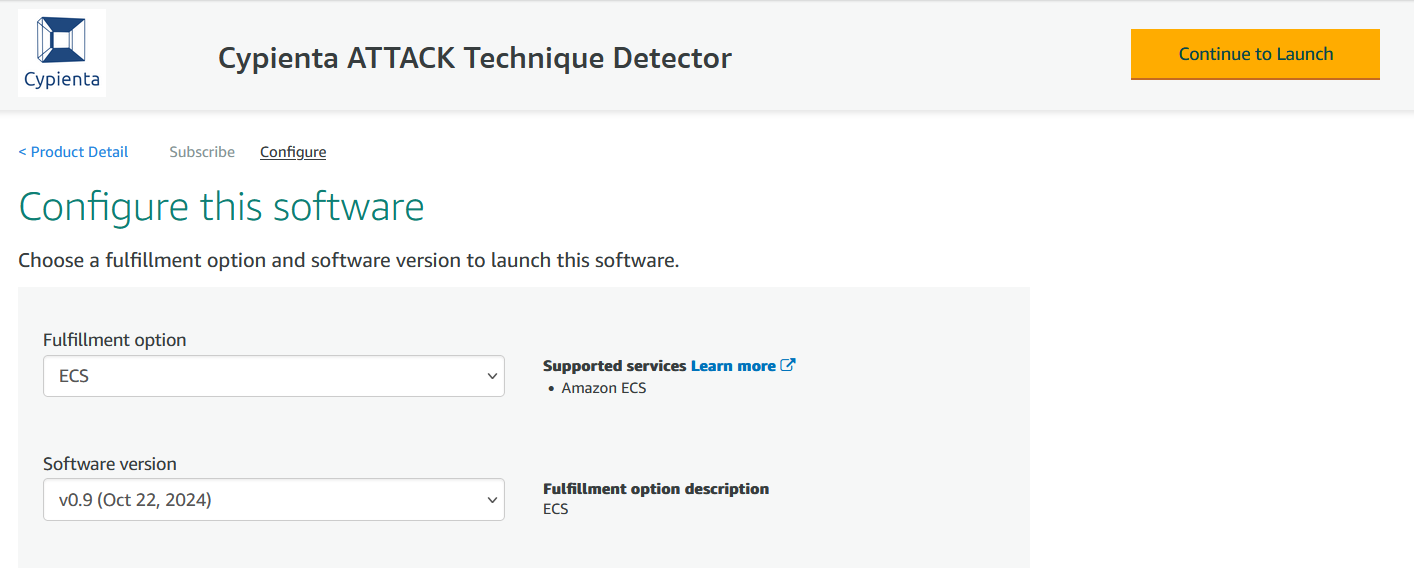 Cypienta
Cypienta ATTACK Technique Detector
Continue to Launch
< Product Detail Subscribe Configure
Configure this software
Choose a fulfillment option and software version to launch this software.
Fulfillment option
ECS
Supported services Learn more
• Amazon ECS
Software version
v0.9 (Oct 22, 2024)
Fulfillment option description
ECS